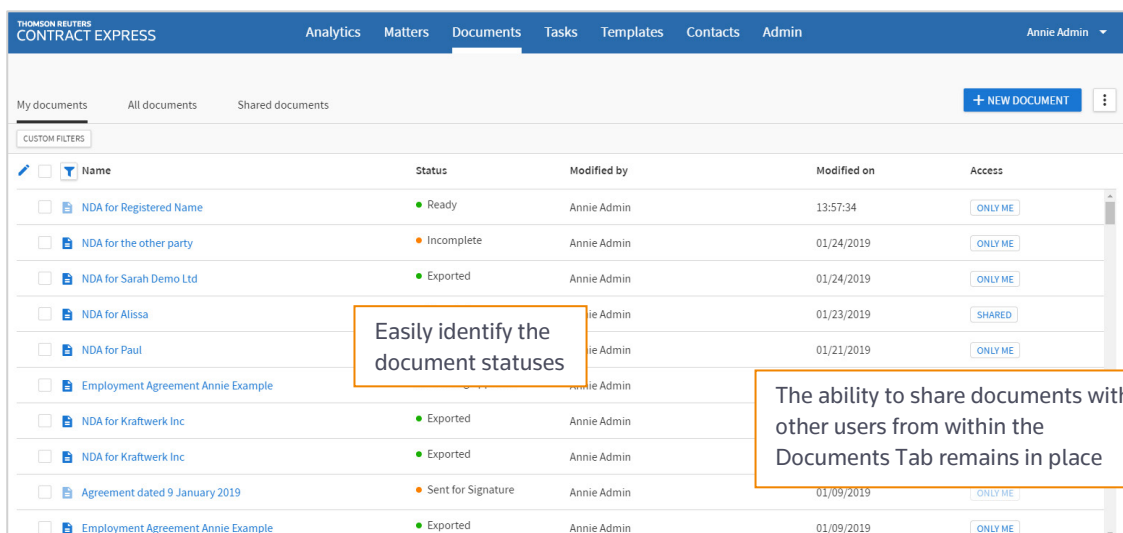 THOMSON REUTERS
CONTRACT EXPRESS
Analytics Matters Documents Tasks Templates Contacts Admin Annie Admin
My documents All documents Shared documents + NEW DOCUMENT
CUSTOM FILTERS
Name Status Modified by Modified on Access
NDA for Registered Name Ready Annie Admin 13:57:34 ONLY ME
NDA for the other party Incomplete Annie Admin 01/24/2019 ONLY ME
NDA for Sarah Demo Ltd Exported Annie Admin 01/24/2019 ONLY ME
NDA for Alissa Admin 01/23/2019 SHARED
Easily identify the
document statuses
NDA for Paul Admin 01/21/2019 ONLY ME
Employment Agreement Annie Example Annie Admin
The ability to share documents with
other users from within the
Documents Tab remains in place
NDA for Kraftwerk Inc Exported Annie Admin
NDA for Kraftwerk Inc Exported Annie Admin
Agreement dated 9 January 2019 Sent for Signature Annie Admin 01/09/2019 ONLY ME
Employment Agreement Annie Example Exported Annie Admin 01/09/2019 ONLY ME